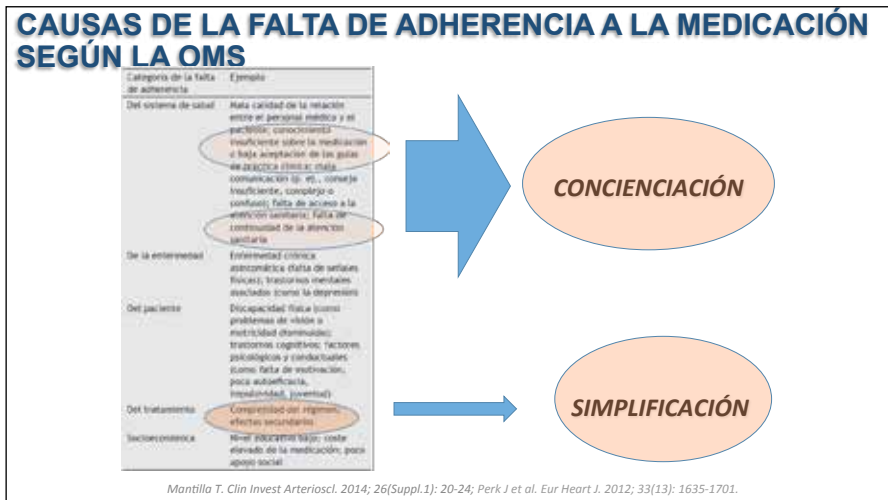 CAUSAS DE LA FALTA DE ADHERENCIA A LA MEDICACIÓN
SEGÚN LA OMS
Categoría de la falta de adherencia
Ejemplo
Del sistema de salud
Mala calidad de la relación
entre el personal médico y el
paciente; conocimiento
insuficiente sobre la medicación
o baja aceptación de las guías
de práctica clínica; mala
comunicación (p. ej., consejo
insuficiente, complejo o
confuso); falta de acceso a la
atención sanitaria; falta de
continuidad de la atención
sanitaria
De la enfermedad
Enfermedad crónica
asintomática (falta de señales
físicas); trastornos mentales
asociados (como la depresión)
Del paciente
Discapacidad física (como
problemas de visión o
motricidad disminuida);
trastornos cognitivos; factores
psicológicos y conductuales
(como falta de motivación,
poca autoeficacia,
impulsividad, juventud)
Del tratamiento
Complejidad del régimen;
efectos secundarios
Socioeconómica
Nivel educativo bajo; coste
elevado de la medicación; poco
apoyo social
CONCIENCIACIÓN
SIMPLIFICACIÓN
Mantilla T. Clin Invest Arterioscl. 2014; 26(Suppl.1): 20-24; Perk J et al. Eur Heart J. 2012; 33(13): 1635-1701.